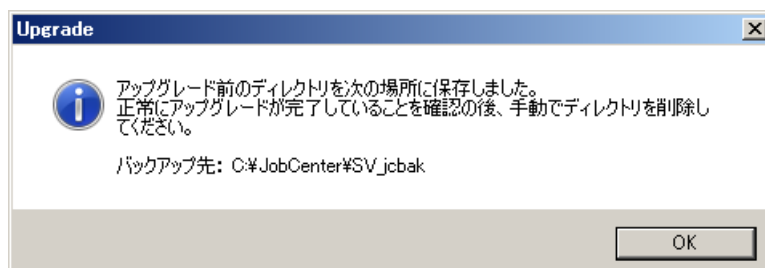 Upgrade
アップグレード前のディレクトリを次の場所に保存しました。
正常にアップグレードが完了していることを確認の後、手動でディレクトリを削除し
てください。
バックアップ先： C:¥JobCenter¥SV_jcbak
OK